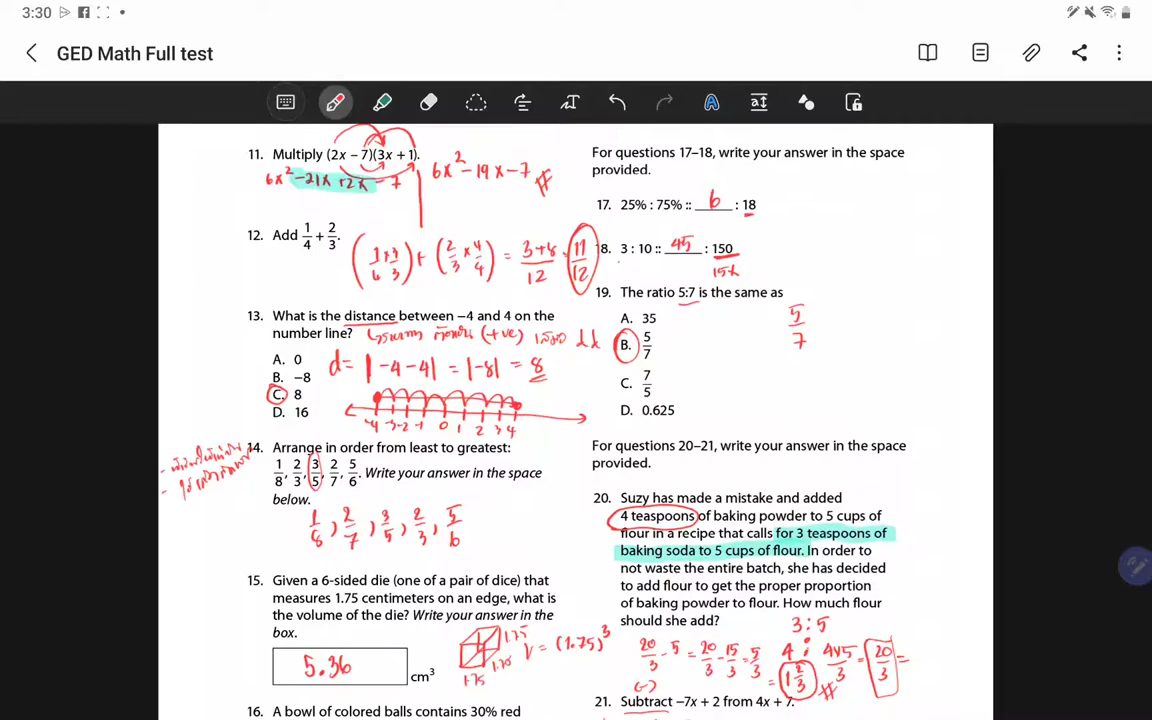 3:30
GED Math Full test
11. Multiply (2x − 7)(3x + 1).
6x² −21x +2x − 7
6x² −19x −7
12. Add 1/4 + 2/3.
= 3+8/12 = 11/12
13. What is the distance between −4 and 4 on the
number line?
(+ve)
A. 0
B. −8
C. 8
D. 16
d = |−4−4| = |−8| = 8
-4 -3 -2 -1 0 1 2 3 4
14. Arrange in order from least to greatest:
1/8, 2/3, 3/5, 2/7, 5/6. Write your answer in the space
below.
1/8, 2/7, 3/5, 2/3, 5/6
15. Given a 6-sided die (one of a pair of dice) that
measures 1.75 centimeters on an edge, what is
the volume of the die? Write your answer in the
box.
1.75
1.75
1.75
V = (1.75)³
5.36 cm³
16. A bowl of colored balls contains 30% red
For questions 17–18, write your answer in the space
provided.
17. 25% : 75% :: 6 : 18
18. 3 : 10 :: 45 : 150
15x
19. The ratio 5:7 is the same as
5/7
A. 35
B. 5/7
C. 7/5
D. 0.625
For questions 20–21, write your answer in the space
provided.
20. Suzy has made a mistake and added
4 teaspoons of baking powder to 5 cups of
flour in a recipe that calls for 3 teaspoons of
baking soda to 5 cups of flour. In order to
not waste the entire batch, she has decided
to add flour to get the proper proportion
of baking powder to flour. How much flour
should she add?
3 : 5
4 : 4×5/3 = 20/3 =
20/3 − 5 = 20/3 − 15/3 = 5/3
= 1 2/3
21. Subtract −7x + 2 from 4x + 7.